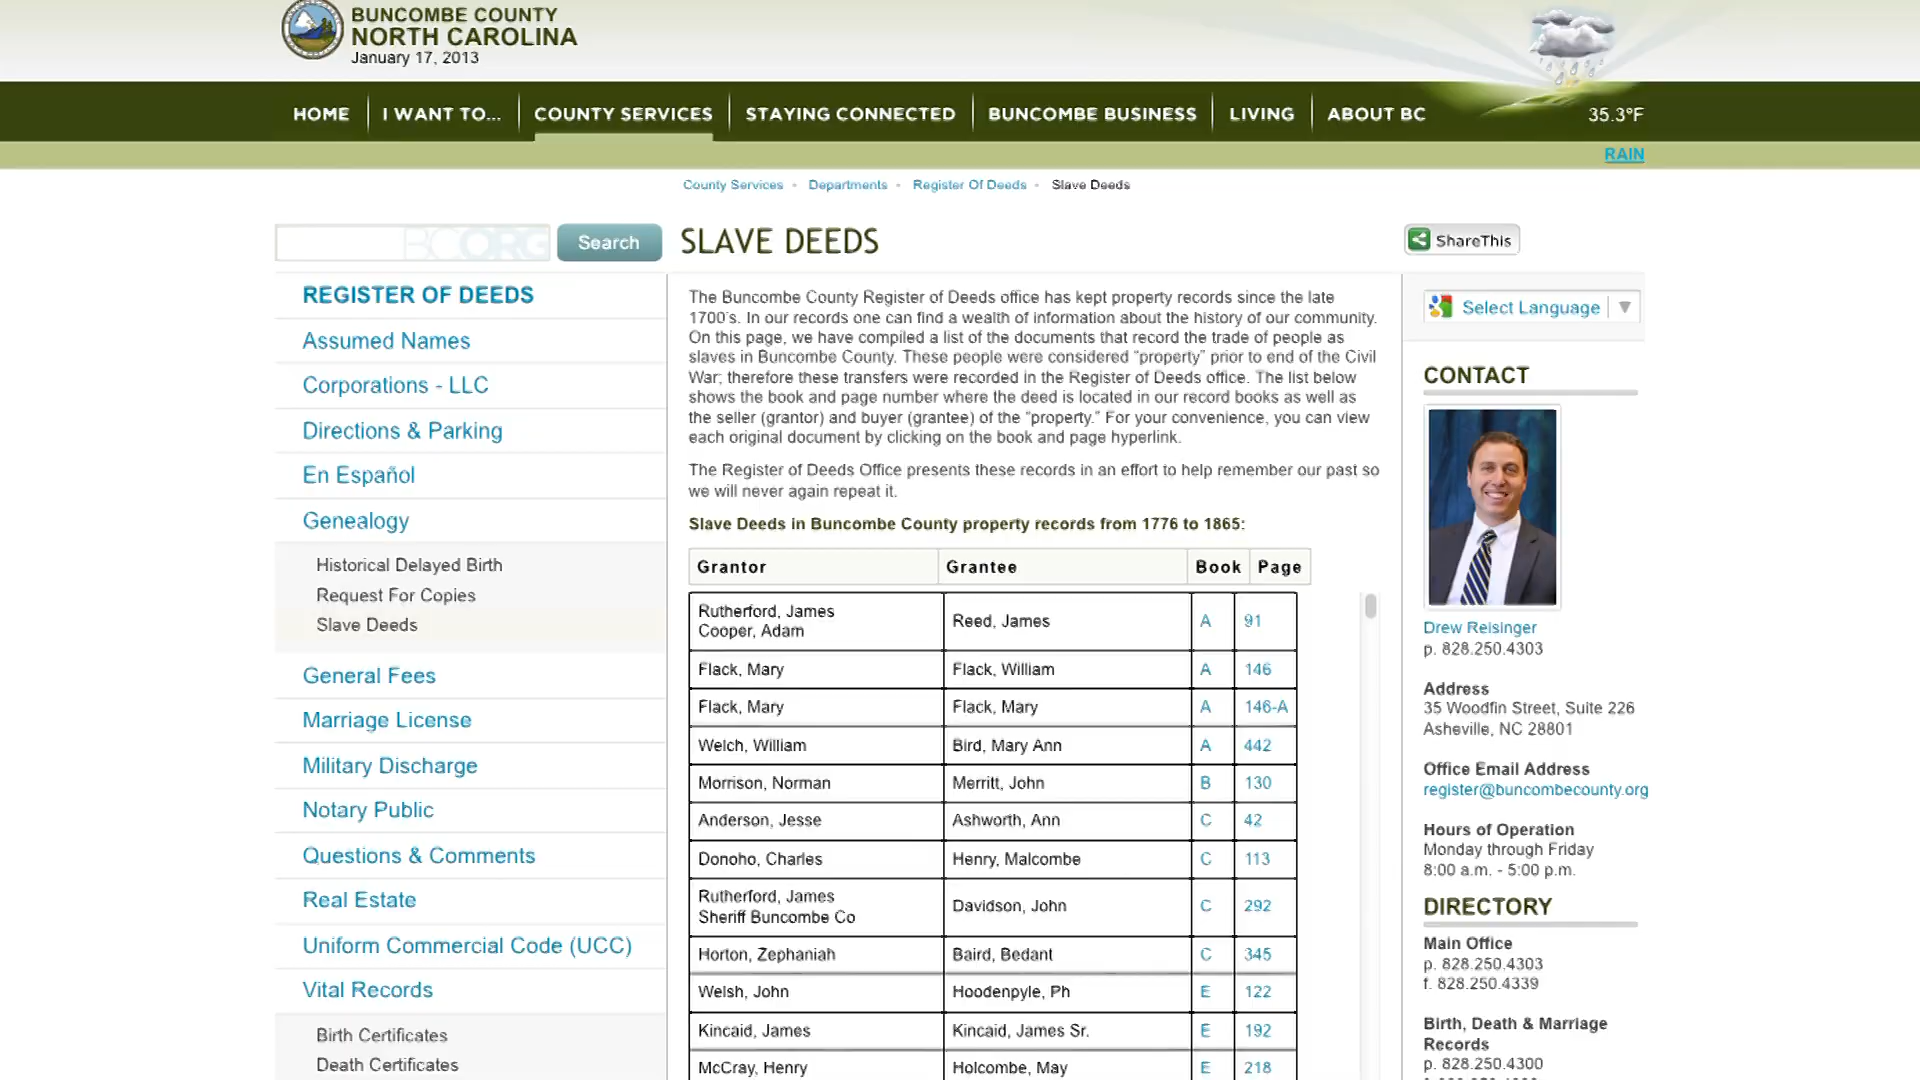 BUNCOMBE COUNTY
NORTH CAROLINA
January 17, 2013
HOME
I WANT TO...
COUNTY SERVICES
STAYING CONNECTED
BUNCOMBE BUSINESS
LIVING
ABOUT BC
35.3°F
RAIN
County Services
Departments
Register Of Deeds
Slave Deeds
BCORG
Search
SLAVE DEEDS
ShareThis
REGISTER OF DEEDS
Assumed Names
Corporations - LLC
Directions & Parking
En Español
Genealogy
Historical Delayed Birth
Request For Copies
Slave Deeds
General Fees
Marriage License
Military Discharge
Notary Public
Questions & Comments
Real Estate
Uniform Commercial Code (UCC)
Vital Records
Birth Certificates
Death Certificates
The Buncombe County Register of Deeds office has kept property records since the late
1700's. In our records one can find a wealth of information about the history of our community.
On this page, we have compiled a list of the documents that record the trade of people as
slaves in Buncombe County. These people were considered "property" prior to end of the Civil
War; therefore these transfers were recorded in the Register of Deeds office. The list below
shows the book and page number where the deed is located in our record books as well as
the seller (grantor) and buyer (grantee) of the "property." For your convenience, you can view
each original document by clicking on the book and page hyperlink.
The Register of Deeds Office presents these records in an effort to help remember our past so
we will never again repeat it.
Slave Deeds in Buncombe County property records from 1776 to 1865:
Grantor Grantee Book Page
Rutherford, James
Cooper, Adam
Reed, James A 91
Flack, Mary Flack, William A 146
Flack, Mary Flack, Mary A 146-A
Welch, William Bird, Mary Ann A 442
Morrison, Norman Merritt, John B 130
Anderson, Jesse Ashworth, Ann C 42
Donoho, Charles Henry, Malcombe C 113
Rutherford, James
Sheriff Buncombe Co
Davidson, John C 292
Horton, Zephaniah Baird, Bedant C 345
Welsh, John Hoodenpyle, Ph E 122
Kincaid, James Kincaid, James Sr. E 192
McCray, Henry Holcombe, May E 218
Select Language
CONTACT
Drew Reisinger
p. 828.250.4303
Address
35 Woodfin Street, Suite 226
Asheville, NC 28801
Office Email Address
register@buncombecounty.org
Hours of Operation
Monday through Friday
8:00 a.m. - 5:00 p.m.
DIRECTORY
Main Office
p. 828.250.4303
f. 828.250.4339
Birth, Death & Marriage
Records
p. 828.250.4300